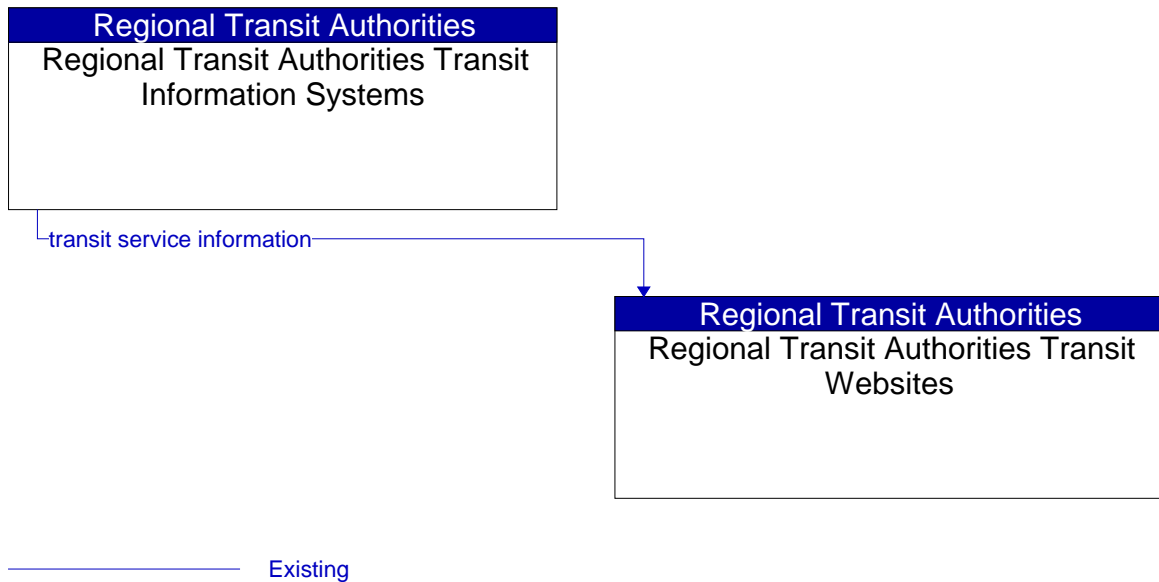 Regional Transit Authorities
Regional Transit Authorities Transit
Information Systems
transit service information
Regional Transit Authorities
Regional Transit Authorities Transit
Websites
Existing